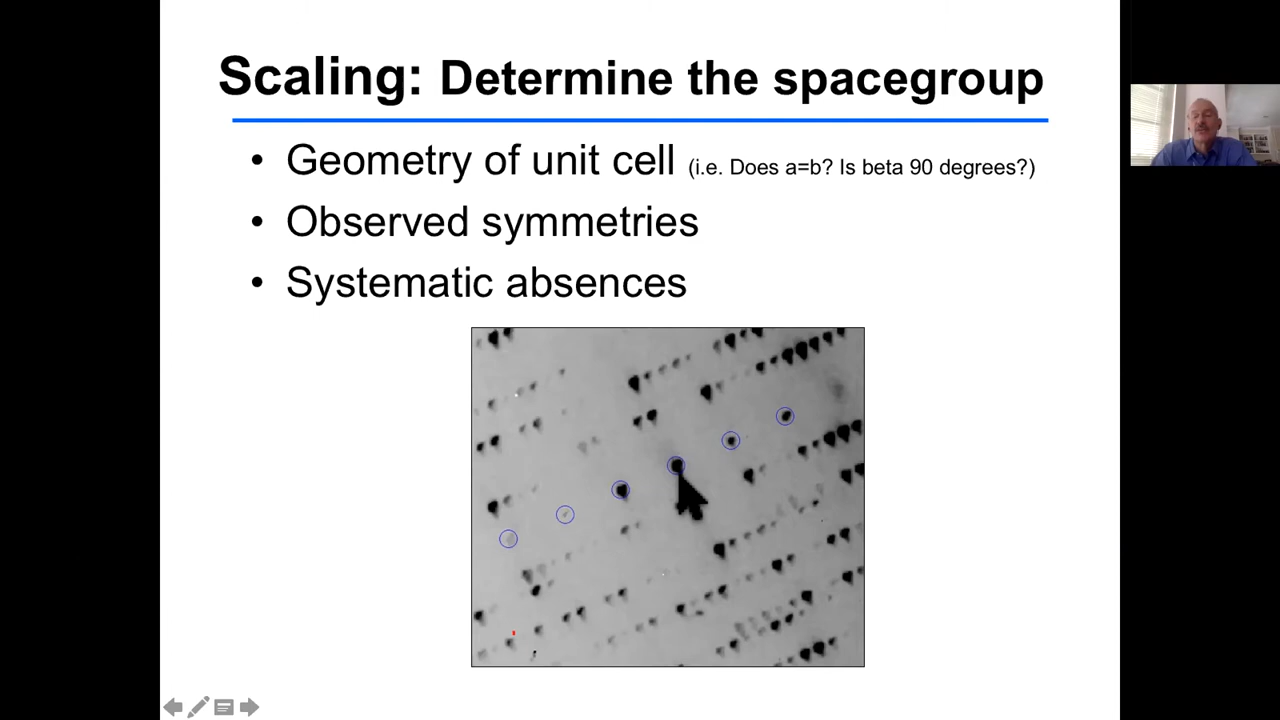 Scaling: Determine the spacegroup
• Geometry of unit cell (i.e. Does a=b? Is beta 90 degrees?)
• Observed symmetries
• Systematic absences